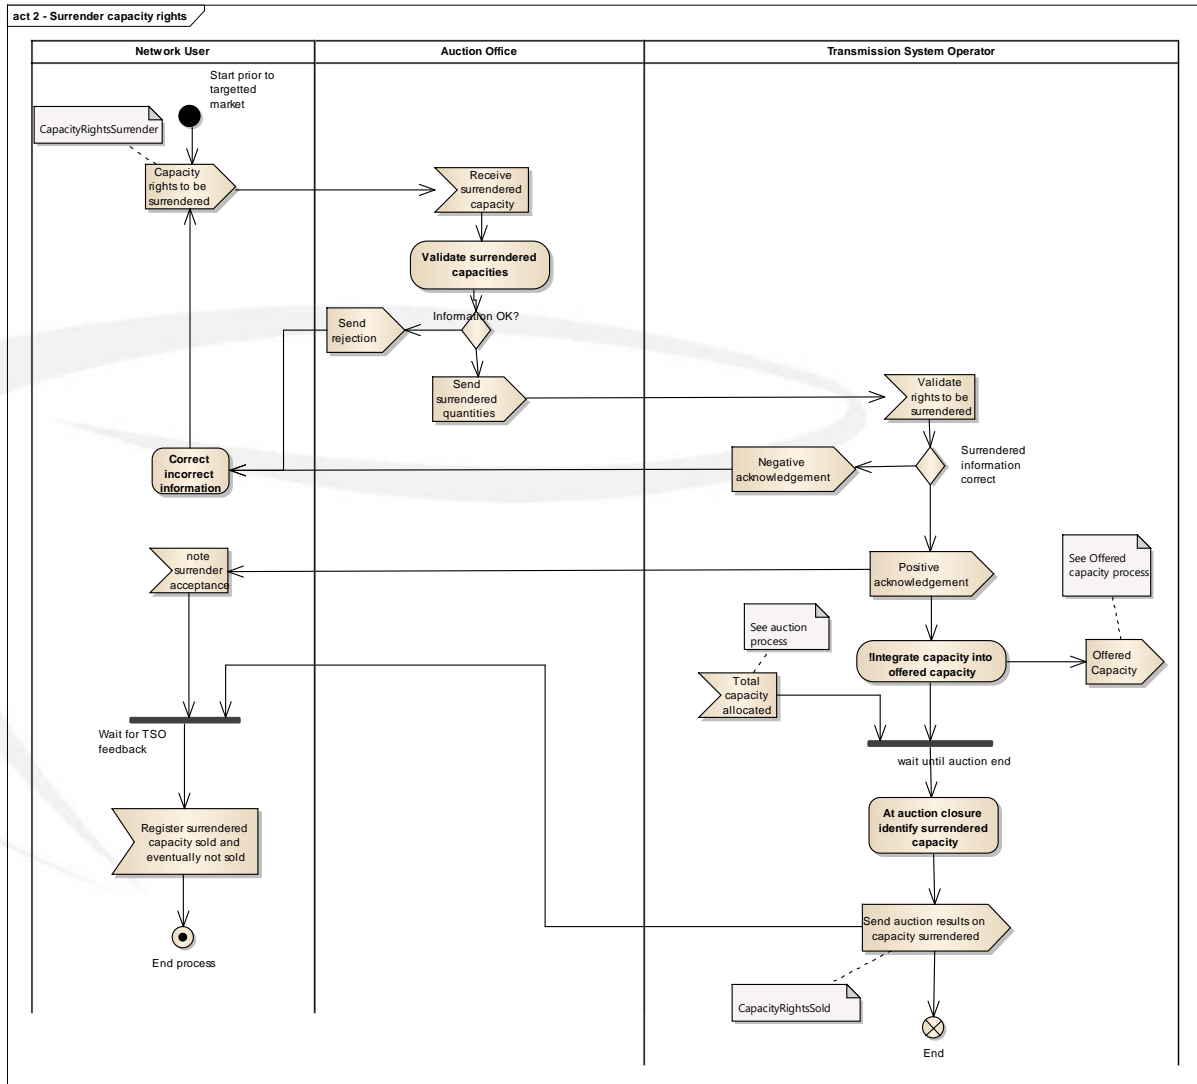 act 2 - Surrender capacity rights
Network User
Auction Office
Transmission System Operator
Start prior to
targetted
market
CapacityRightsSurrender
Capacity
rights to be
surrendered
Receive
surrendered
capacity
Validate surrendered
capacities
Information OK?
Send
rejection
Send
surrendered
quantities
Validate
rights to be
surrendered
Surrendered
information
correct
Negative
acknowledgement
Correct
incorrect
information
note
surrender
acceptance
Positive
acknowledgement
See Offered
capacity process
See auction
process
!Integrate capacity into
offered capacity
Offered
Capacity
Total
capacity
allocated
Wait for TSO
feedback
wait until auction end
Register surrendered
capacity sold and
eventually not sold
At auction closure
identify surrendered
capacity
Send auction results on
capacity surrendered
End process
CapacityRightsSold
End